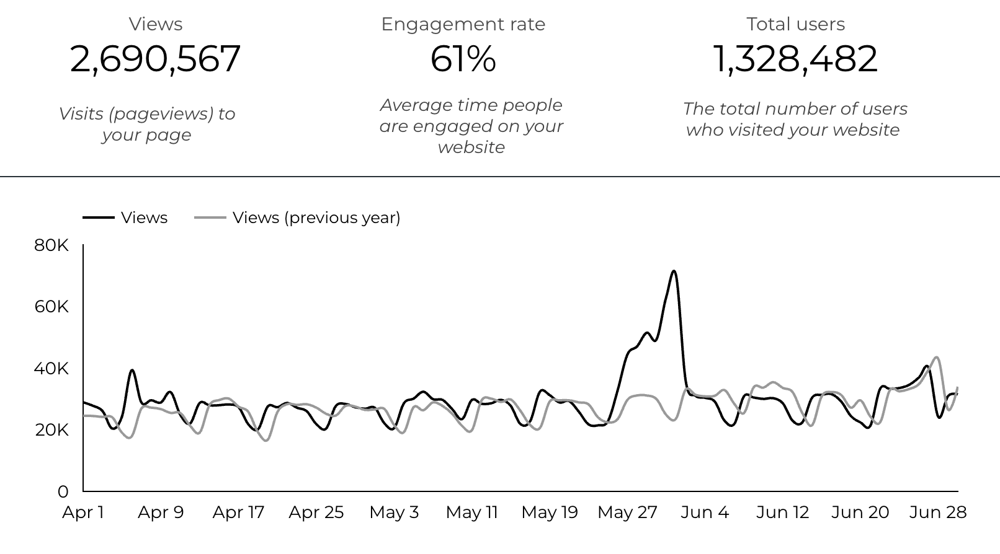 Views
2,690,567
Visits (pageviews) to
your page
Engagement rate
61%
Average time people
are engaged on your
website
Total users
1,328,482
The total number of users
who visited your website
Views
Views (previous year)
80K
60K
40K
20K
0
Apr 1
Apr 9
Apr 17
Apr 25
May 3
May 11
May 19
May 27
Jun 4
Jun 12
Jun 20
Jun 28